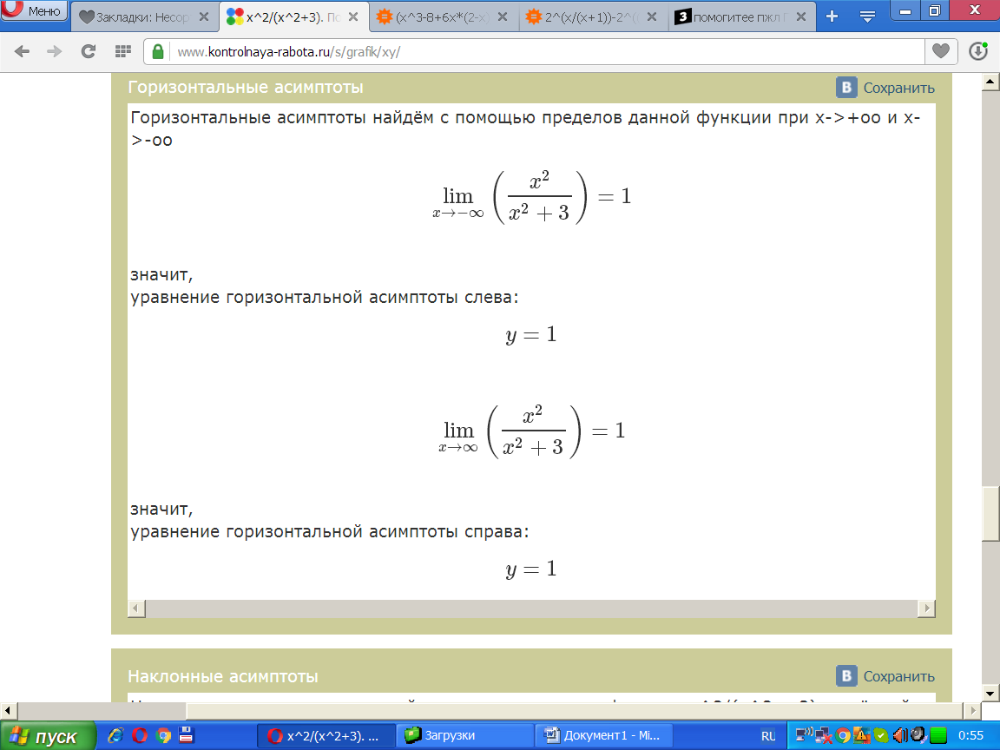 Меню
Закладки: Несор
x^2/(x^2+3). По
(x^3-8+6x*(2-x)
2^(x/(x+1))-2^(
3 помогитее пжл
www.kontrolnaya-rabota.ru/s/grafik/xy/
Горизонтальные асимптоты
B Сохранить
Горизонтальные асимптоты найдём с помощью пределов данной функции при x->+oo и x-
>-oo
lim x→−∞ (x² / (x² + 3)) = 1
значит,
уравнение горизонтальной асимптоты слева:
y = 1
lim x→∞ (x² / (x² + 3)) = 1
значит,
уравнение горизонтальной асимптоты справа:
y = 1
Наклонные асимптоты
B Сохранить
пуск
x^2/(x^2+3). ...
Загрузки
Документ1 - Mi...
RU
0:55